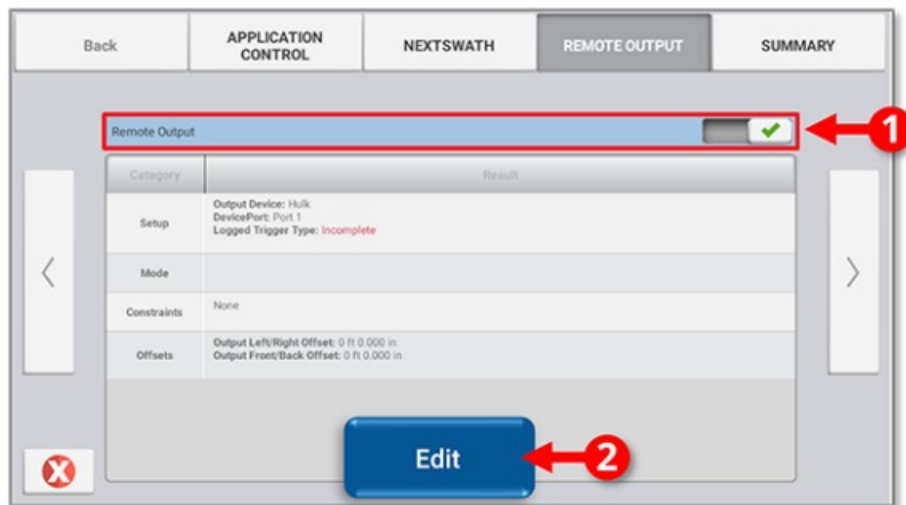 Back
APPLICATION
CONTROL
NEXTSWATH
REMOTE OUTPUT
SUMMARY
Remote Output
1
Category
Result
Setup
Output Device: Hulk
DevicePort: Port 1
Logged Trigger Type: Incomplete
Mode
Constraints
None
Offsets
Output Left/Right Offset: 0 ft 0.000 in
Output Front/Back Offset: 0 ft 0.000 in
Edit
2
X